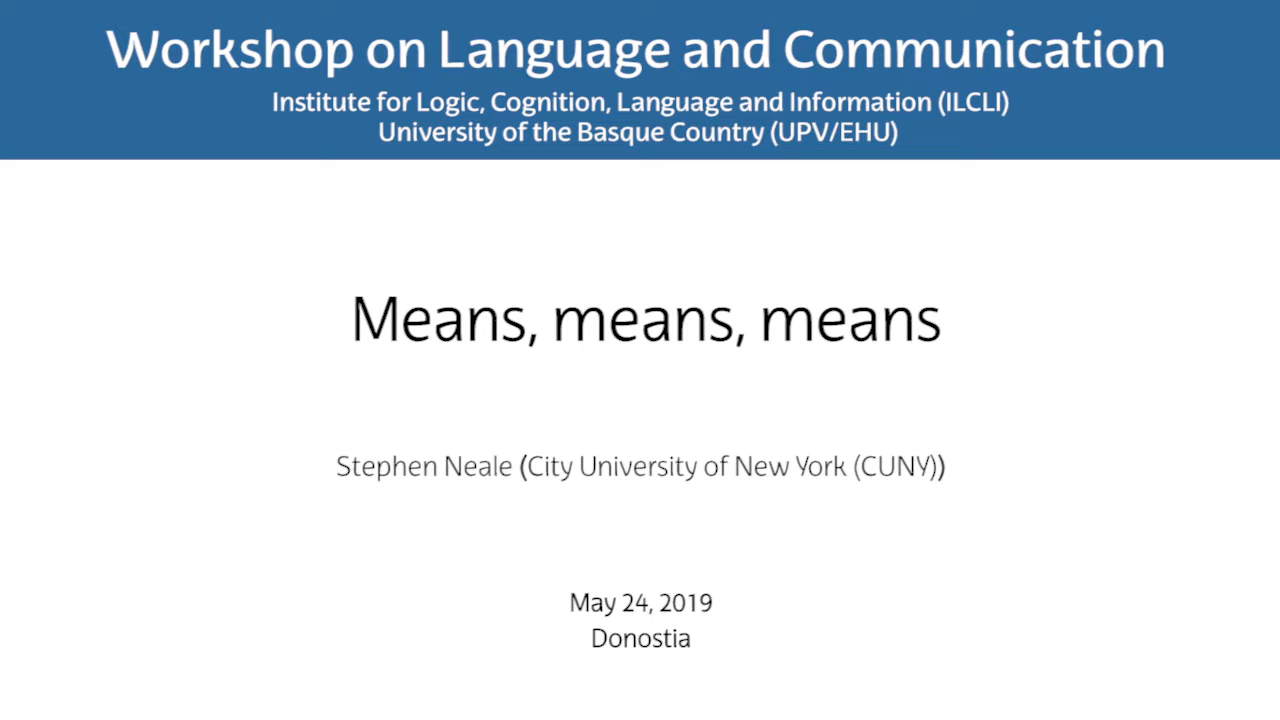 Workshop on Language and Communication
Institute for Logic, Cognition, Language and Information (ILCLI)
University of the Basque Country (UPV/EHU)
Means, means, means
Stephen Neale (City University of New York (CUNY))
May 24, 2019
Donostia